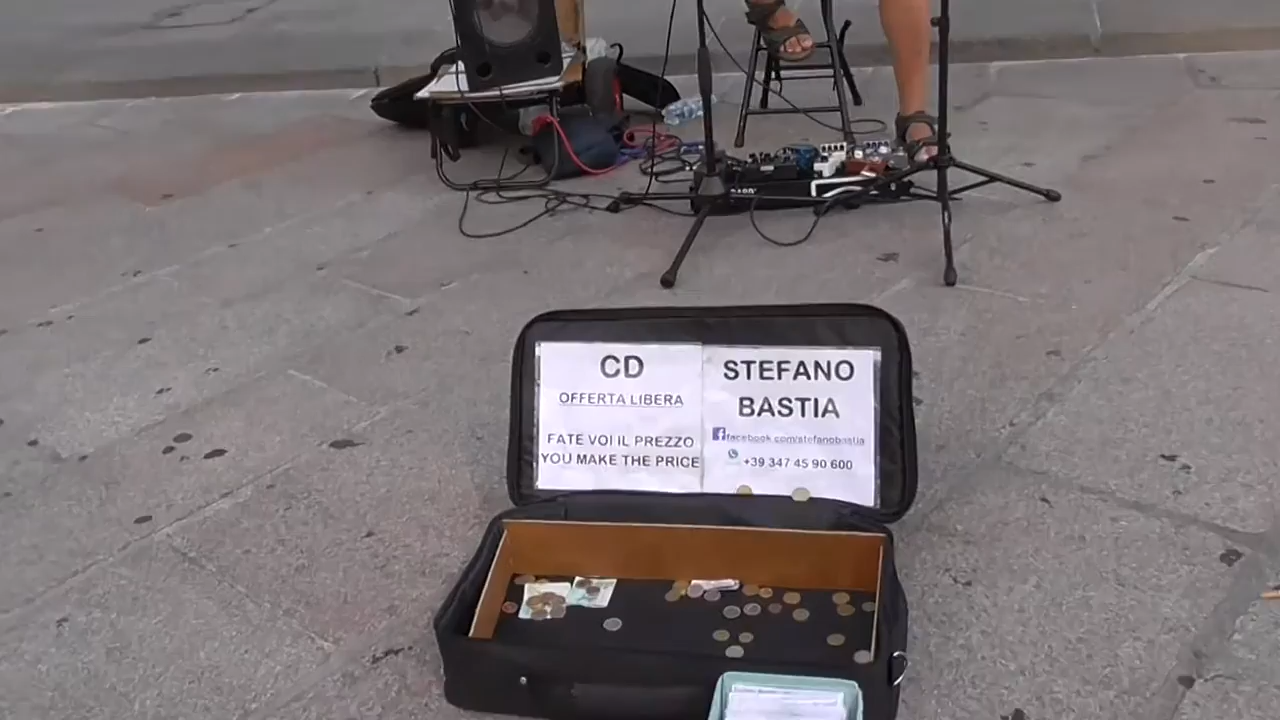 CD
OFFERTA LIBERA
FATE VOI IL PREZZO
YOU MAKE THE PRICE
STEFANO
BASTIA
facebook.com/stefanobastia
+39 347 45 90 600